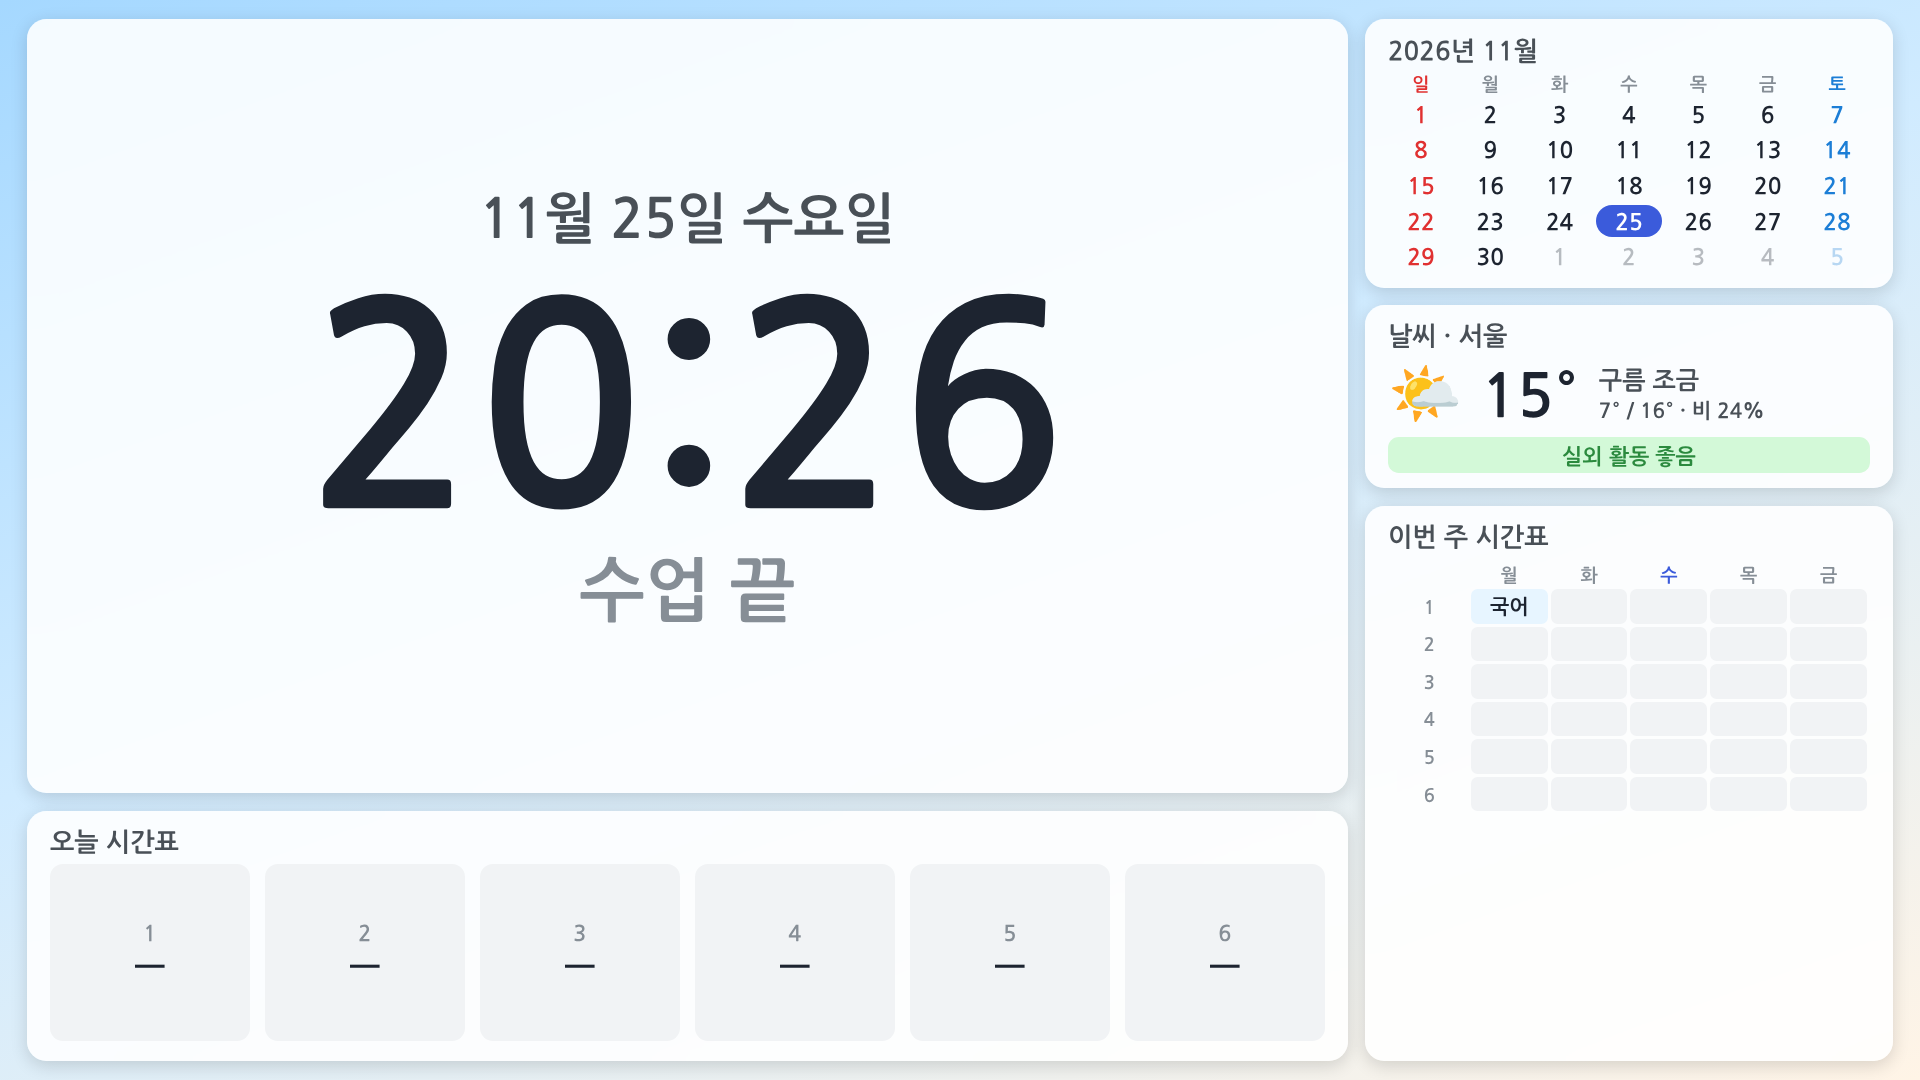 11월 25일 수요일
20:26
수업 끝
오늘 시간표
1 2 3 4 5 6
— — — — — —
2026년 11월
일 월 화 수 목 금 토
1 2 3 4 5 6 7
8 9 10 11 12 13 14
15 16 17 18 19 20 21
22 23 24 25 26 27 28
29 30 1 2 3 4 5
날씨 · 서울
15° 구름 조금
7° / 16° · 비 24%
실외 활동 좋음
이번 주 시간표
월 화 수 목 금
1 국어
2
3
4
5
6